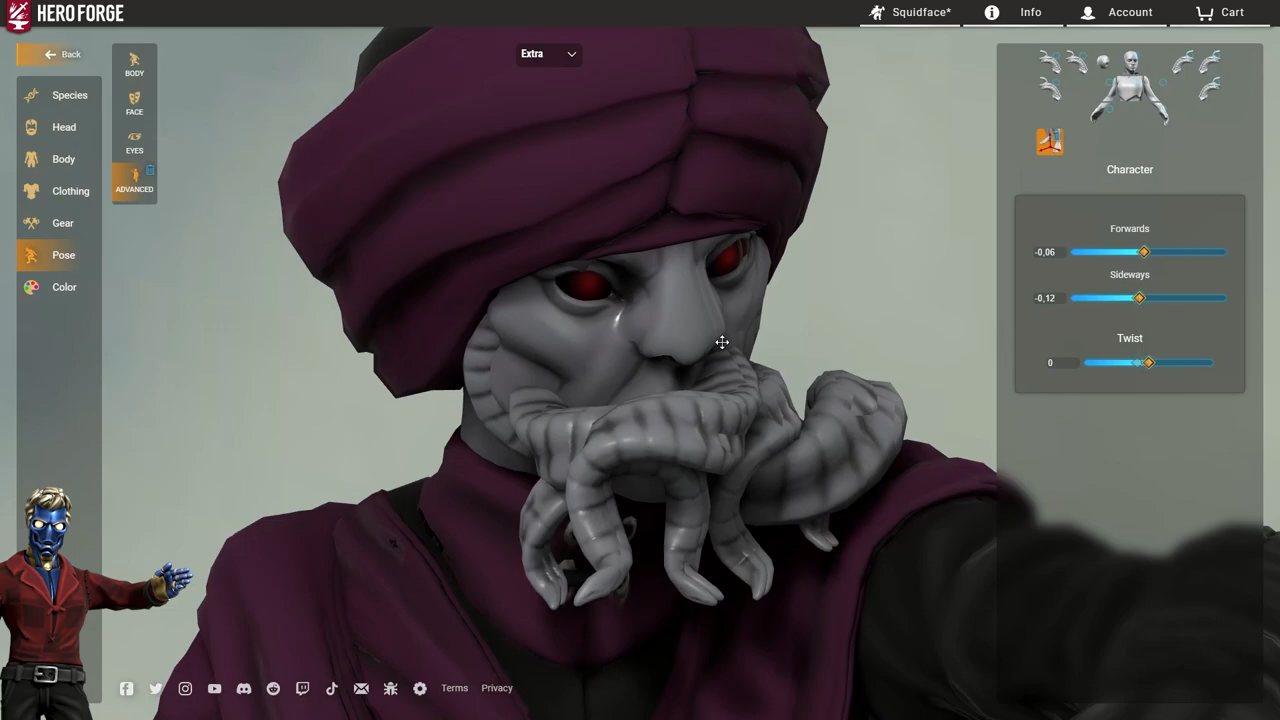 HERO FORGE
Squidface*
Info
Account
Cart
Back
Species
Head
Body
Clothing
Gear
Pose
Color
BODY
FACE
EYES
ADVANCED
Extra
Character
Forwards
-0,06
Sideways
-0,12
Twist
0
Terms
Privacy